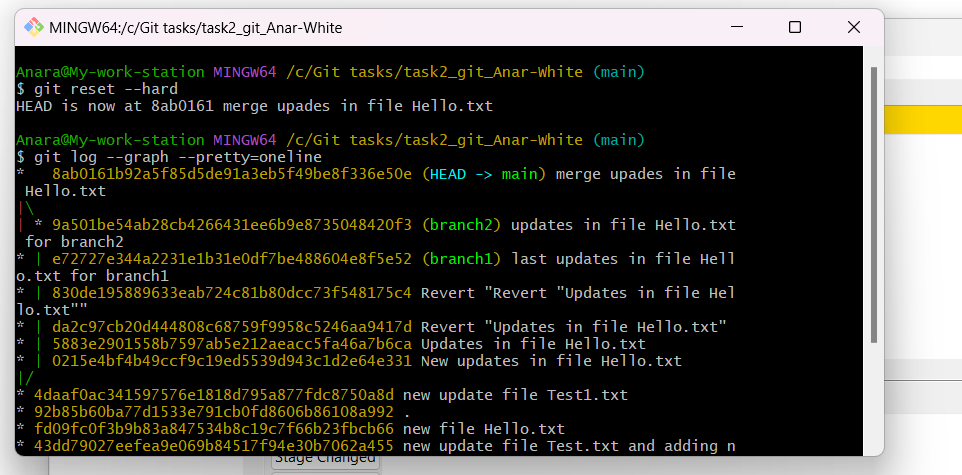 MINGW64:/c/Git tasks/task2_git_Anar-White
Anara@My-work-station MINGW64 /c/Git tasks/task2_git_Anar-White (main)
$ git reset --hard
HEAD is now at 8ab0161 merge upades in file Hello.txt
Anara@My-work-station MINGW64 /c/Git tasks/task2_git_Anar-White (main)
$ git log --graph --pretty=oneline
*   8ab0161b92a5f85d5de91a3eb5f49be8f336e50e (HEAD -> main) merge upades in file
 Hello.txt
|\
| * 9a501be54ab28cb4266431ee6b9e8735048420f3 (branch2) updates in file Hello.txt
 for branch2
* | e72727e344a2231e1b31e0df7be488604e8f5e52 (branch1) last updates in file Hell
o.txt for branch1
* | 830de195889633eab724c81b80dcc73f548175c4 Revert "Revert "Updates in file Hel
lo.txt""
* | da2c97cb20d444808c68759f9958c5246aa9417d Revert "Updates in file Hello.txt"
* | 5883e2901558b7597ab5e212aeacc5fa46a7b6ca Updates in file Hello.txt
* | 0215e4bf4b49ccf9c19ed5539d943c1d2e64e331 New updates in file Hello.txt
|/
* 4daaf0ac341597576e1818d795a877fdc8750a8d new update file Test1.txt
* 92b85b60ba77d1533e791cb0fd8606b86108a992 .
* fd09fc0f3b9b83a847534b8c19c7f66b23fbcb66 new file Hello.txt
* 43dd79027eefea9e069b84517f94e30b7062a455 new update file Test.txt and adding n
Stage Changed